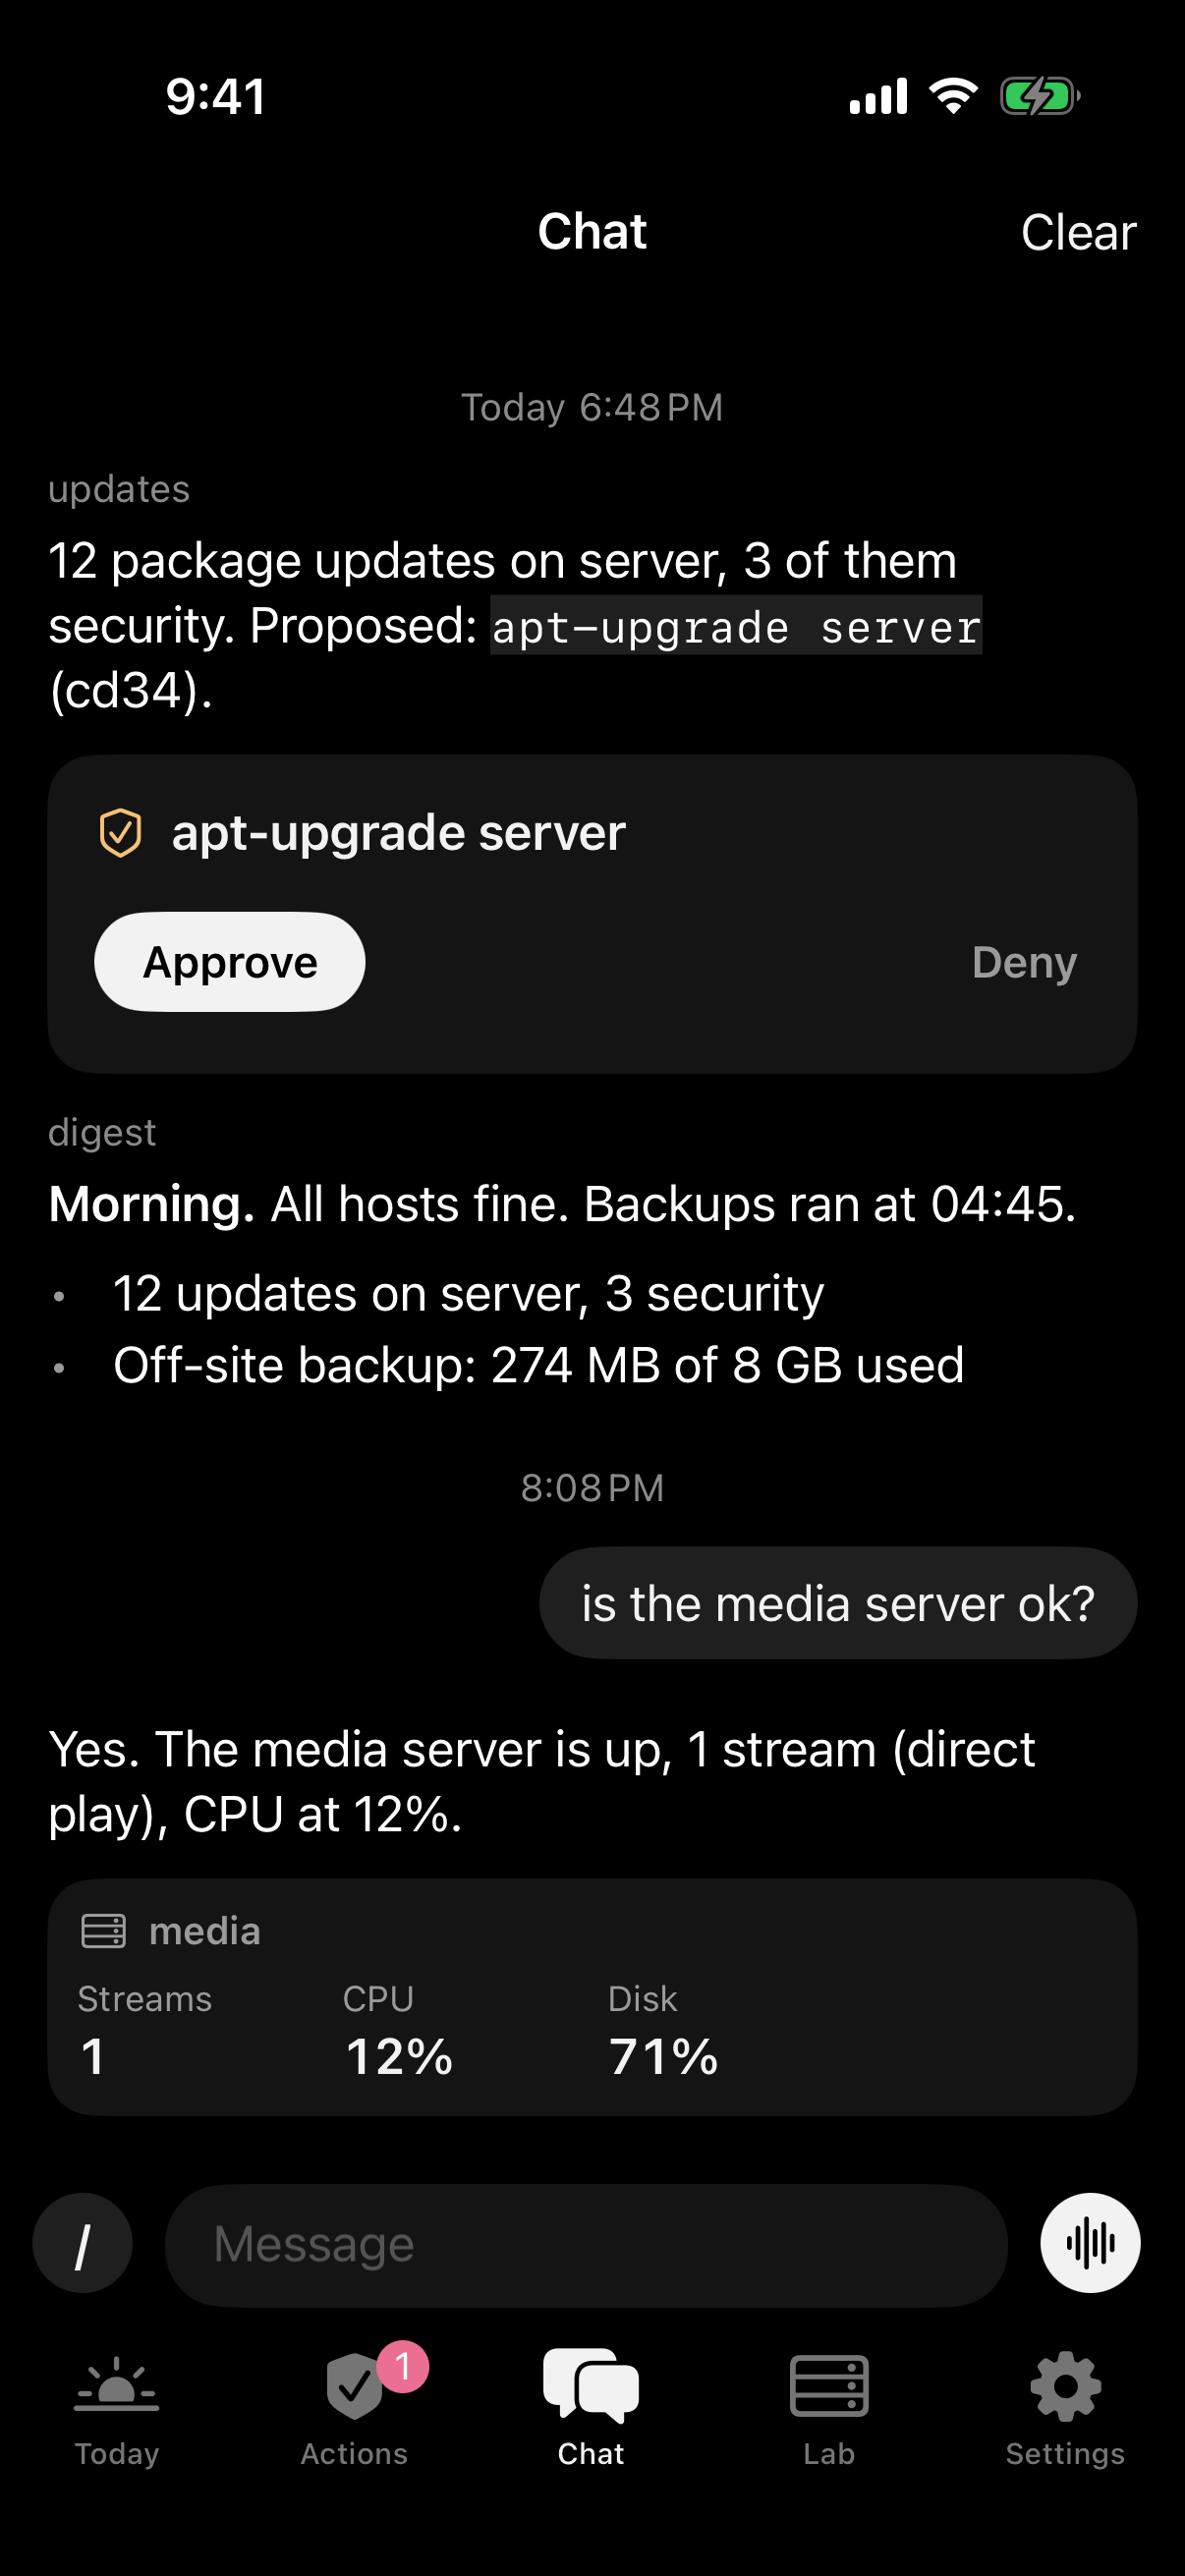 9:41
Chat
Clear
Today 6:48 PM
updates
12 package updates on server, 3 of them
security. Proposed: apt-upgrade server
(cd34).
apt-upgrade server
Approve
Deny
digest
Morning. All hosts fine. Backups ran at 04:45.
• 12 updates on server, 3 security
• Off-site backup: 274 MB of 8 GB used
8:08 PM
is the media server ok?
Yes. The media server is up, 1 stream (direct
play), CPU at 12%.
media
Streams CPU Disk
1 12% 71%
/
Message
1
Today Actions Chat Lab Settings